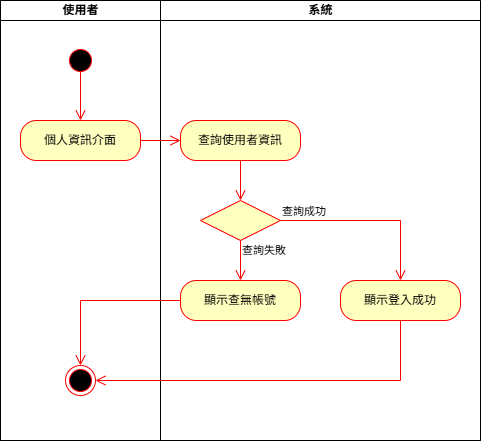 使用者
系統
個人資訊介面
查詢使用者資訊
查詢成功
查詢失敗
顯示查無帳號
顯示登入成功